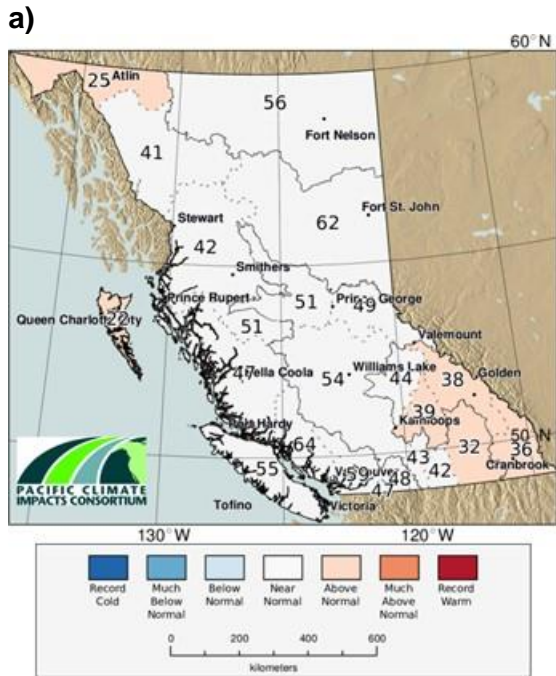 a)
60°N
25
Atlin
56
Fort Nelson
41
Fort St. John
Stewart
62
42
Smithers
Prince Rupert
51
Prince George
49
Queen Charlotte City
22
51
Valemount
Williams Lake
Bella Coola
54
44
38
Golden
39
Kamloops
Port Hardy
64
32
50
N
36
43
Cranbrook
55
Vancouver
59
48
42
47
PACIFIC CLIMATE
IMPACTS CONSORTIUM
Tofino
Victoria
130°W
120°W
Record
Cold
Much
Below
Normal
Below
Normal
Near
Normal
Above
Normal
Much
Above
Normal
Record
Warm
0 200 400 600
kilometers